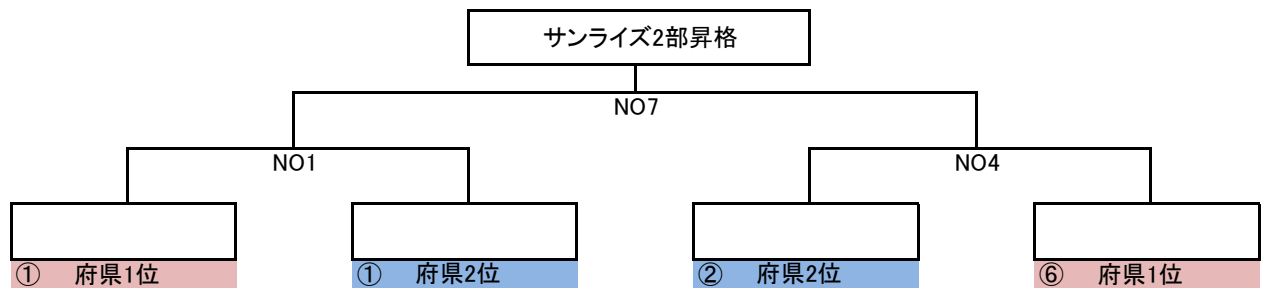 サンライズ2部昇格
NO7
NO1
NO4
① 府県1位
① 府県2位
② 府県2位
⑥ 府県1位